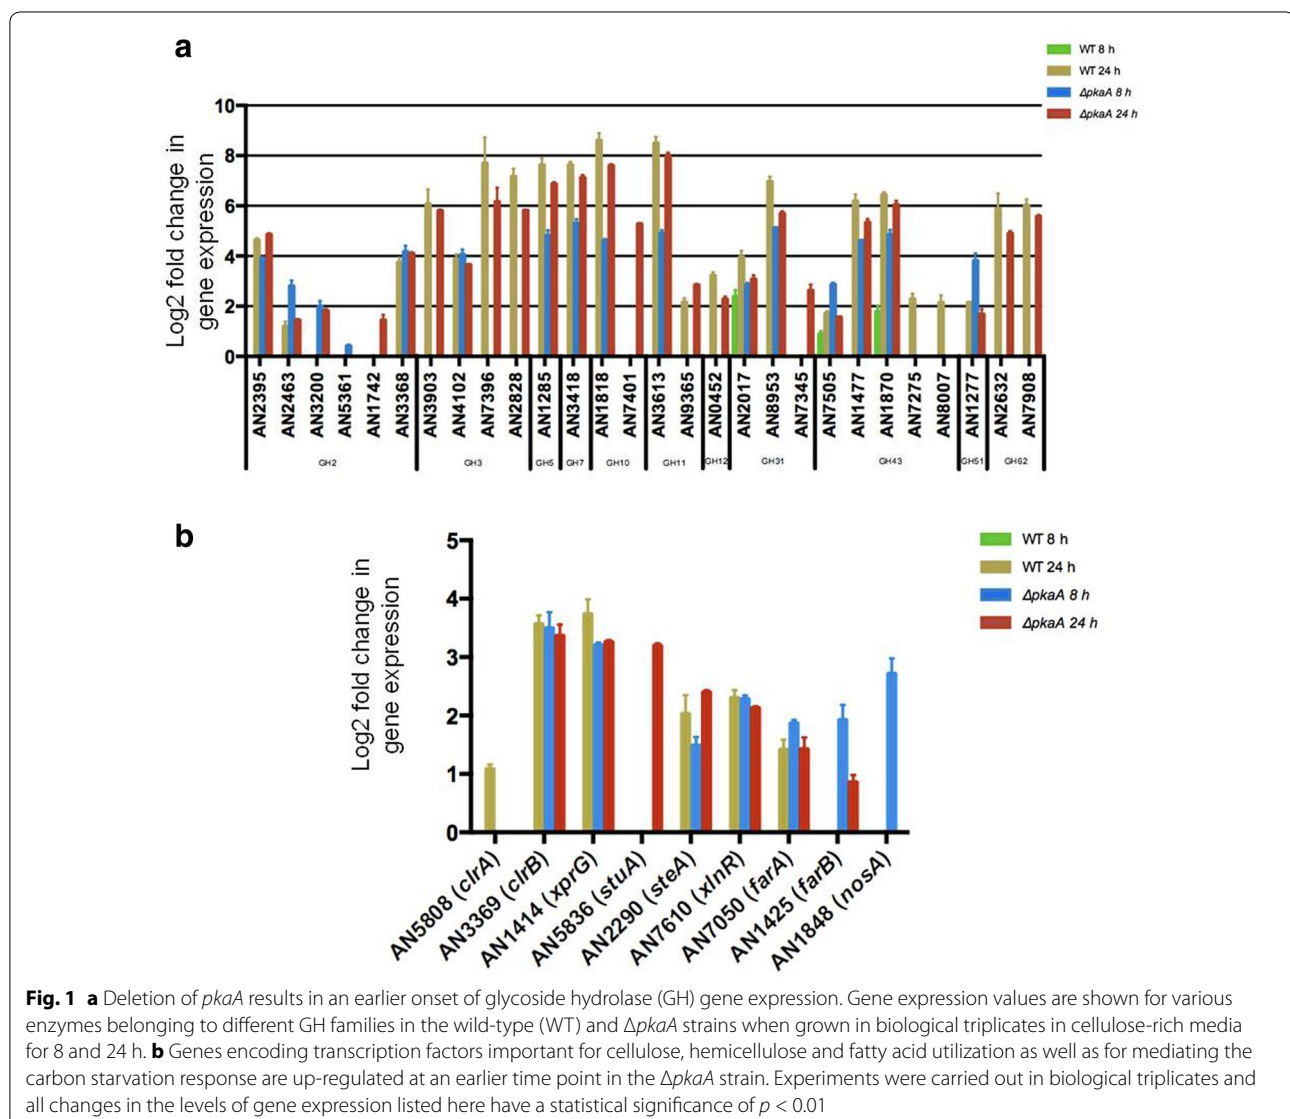 a
WT 8 h
WT 24 h
ΔpkaA 8 h
ΔpkaA 24 h
Log2 fold change in
gene expression
10
8
6
4
2
0
AN2395
AN2463
AN3200
AN5361
AN1742
AN3368
AN3903
AN4102
AN7396
AN2828
AN1285
AN3418
AN1818
AN7401
AN3613
AN9365
AN0452
AN2017
AN8953
AN7345
AN7505
AN1477
AN1870
AN7275
AN8007
AN1277
AN2632
AN7908
GH2
GH3
GH5
GH7
GH10
GH11
GH12
GH31
GH43
GH51
GH62
b
WT 8 h
WT 24 h
ΔpkaA 8 h
ΔpkaA 24 h
Log2 fold change in
gene expression
5
4
3
2
1
0
AN5808 (clrA)
AN3369 (clrB)
AN1414 (xprG)
AN5836 (stuA)
AN2290 (steA)
AN7610 (xlnR)
AN7050 (farA)
AN1425 (farB)
AN1848 (nosA)
Fig. 1 a Deletion of pkaA results in an earlier onset of glycoside hydrolase (GH) gene expression. Gene expression values are shown for various
enzymes belonging to different GH families in the wild-type (WT) and ΔpkaA strains when grown in biological triplicates in cellulose-rich media
for 8 and 24 h. b Genes encoding transcription factors important for cellulose, hemicellulose and fatty acid utilization as well as for mediating the
carbon starvation response are up-regulated at an earlier time point in the ΔpkaA strain. Experiments were carried out in biological triplicates and
all changes in the levels of gene expression listed here have a statistical significance of p < 0.01